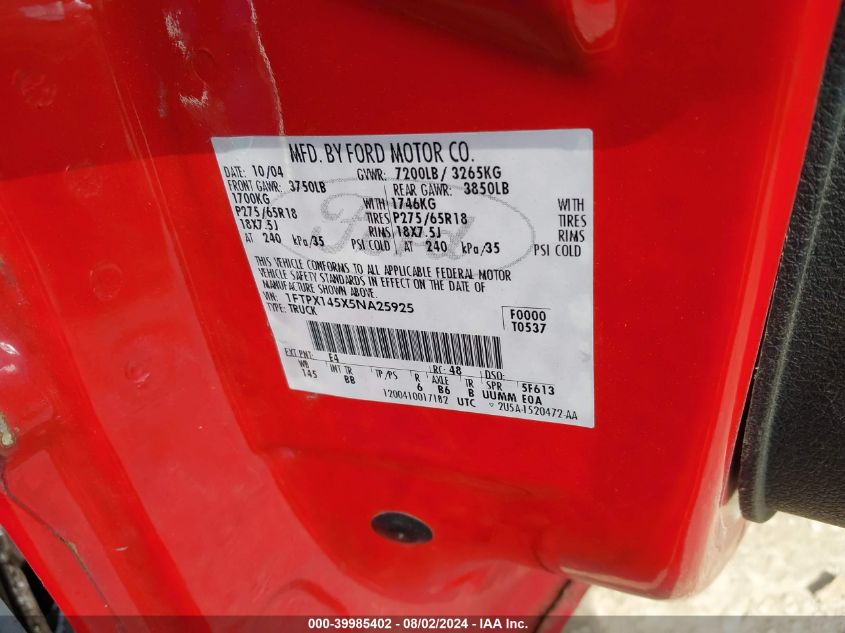 MFD. BY FORD MOTOR CO.
DATE: 10/04 GVWR: 7200LB/ 3265KG
FRONT GAWR: 3750LB REAR GAWR: 3850LB
1700KG WITH 1746KG WITH
P275/65R18 TIRES P275/65R18 TIRES
18X7.5J RIMS 18X7.5J RIMS
AT 240 kPa/35 PSI COLD AT 240 kPa/35 PSI COLD
Ford
THIS VEHICLE CONFORMS TO ALL APPLICABLE FEDERAL MOTOR
VEHICLE SAFETY STANDARDS IN EFFECT ON THE DATE OF
MANUFACTURE SHOWN ABOVE.
VIN: 1FTPX145X5NA25925 F0000
TYPE: TRUCK T0537
EXT PNT: E4 RC: 48 DSO:
WB INT TR TP/PS R AXLE TR SPR 5F613
145 BB 6 B6 B UUMM E0A
1200410017182 UTC ▽ 2U5A-1520472-AA
000-39985402 - 08/02/2024 - IAA Inc.